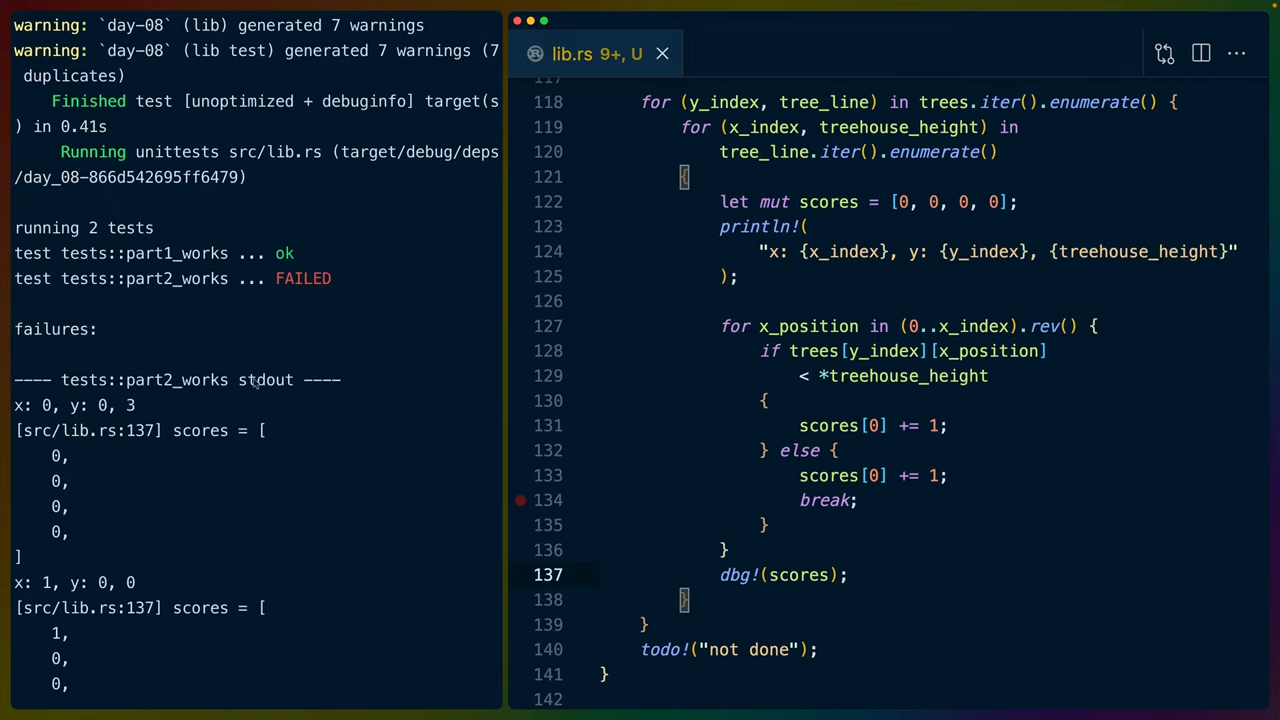 warning: `day-08` (lib) generated 7 warnings
warning: `day-08` (lib test) generated 7 warnings (7
 duplicates)
    Finished test [unoptimized + debuginfo] target(s
) in 0.41s
     Running unittests src/lib.rs (target/debug/deps
/day_08-866d542695ff6479)
running 2 tests
test tests::part1_works ... ok
test tests::part2_works ... FAILED
failures:
---- tests::part2_works stdout ----
x: 0, y: 0, 3
[src/lib.rs:137] scores = [
    0,
    0,
    0,
    0,
]
x: 1, y: 0, 0
[src/lib.rs:137] scores = [
    1,
    0,
    0,
lib.rs 9+, U
117
118 for (y_index, tree_line) in trees.iter().enumerate() {
119 for (x_index, treehouse_height) in
120 tree_line.iter().enumerate()
121 {
122 let mut scores = [0, 0, 0, 0];
123 println!(
124 "x: {x_index}, y: {y_index}, {treehouse_height}"
125 );
126
127 for x_position in (0..x_index).rev() {
128 if trees[y_index][x_position]
129 < *treehouse_height
130 {
131 scores[0] += 1;
132 } else {
133 scores[0] += 1;
134 break;
135 }
136 }
137 dbg!(scores);
138 }
139 }
140 todo!("not done");
141 }
142